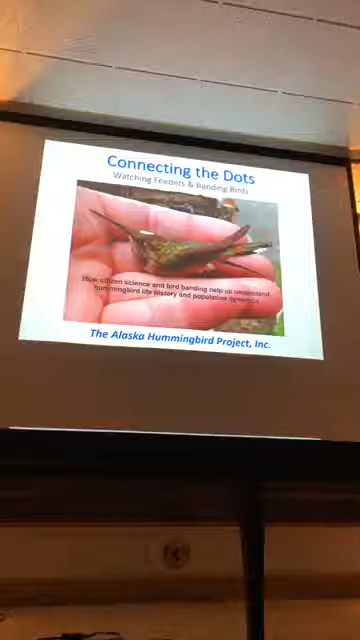 Connecting the Dots
Watching Feeders & Banding Birds
How citizen science and bird banding help us understand
hummingbird life history and population dynamics
The Alaska Hummingbird Project, Inc.